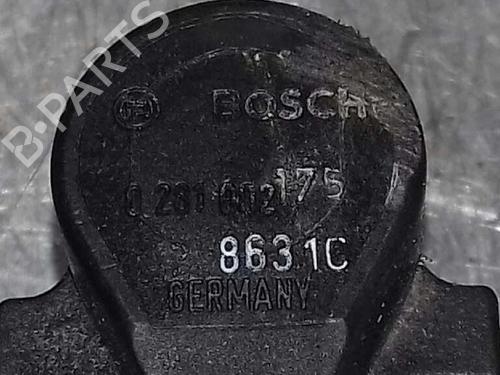 BOSCH
0 281 002 175
8631C
GERMANY
B-PARTS